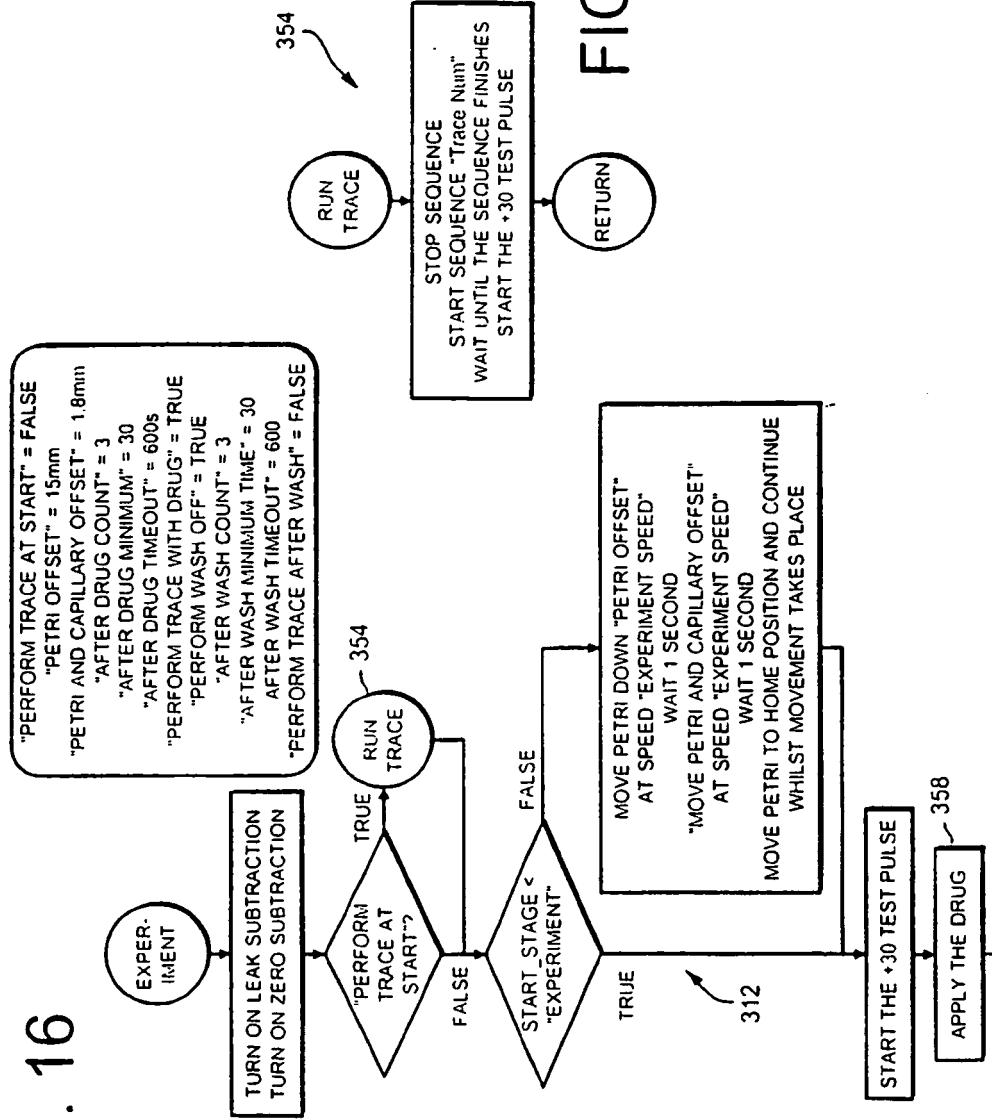 . 16
EXPER-
IMENT
TURN ON LEAK SUBTRACTION
TURN ON ZERO SUBTRACTION
"PERFORM
TRACE AT
START"?
TRUE
FALSE
RUN
TRACE
354
START_STAGE <
"EXPERIMENT"
FALSE
TRUE
312
MOVE PETRI DOWN "PETRI OFFSET"
AT SPEED "EXPERIMENT SPEED"
WAIT 1 SECOND
"MOVE PETRI AND CAPILLARY OFFSET"
AT SPEED "EXPERIMENT SPEED"
WAIT 1 SECOND
MOVE PETRI TO HOME POSITION AND CONTINUE
WHILST MOVEMENT TAKES PLACE
START THE +30 TEST PULSE
APPLY THE DRUG
358
"PERFORM TRACE AT START" = FALSE
"PETRI OFFSET" = 15mm
"PETRI AND CAPILLARY OFFSET" = 1.8mm
"AFTER DRUG COUNT" = 3
"AFTER DRUG MINIMUM" = 30
"AFTER DRUG TIMEOUT" = 600s
"PERFORM TRACE WITH DRUG" = TRUE
"PERFORM WASH OFF" = TRUE
"AFTER WASH COUNT" = 3
"AFTER WASH MINIMUM TIME" = 30
AFTER WASH TIMEOUT" = 600
"PERFORM TRACE AFTER WASH" = FALSE
354
RUN
TRACE
STOP SEQUENCE
START SEQUENCE "Trace Num"
WAIT UNTIL THE SEQUENCE FINISHES
START THE +30 TEST PULSE
RETURN
FIG